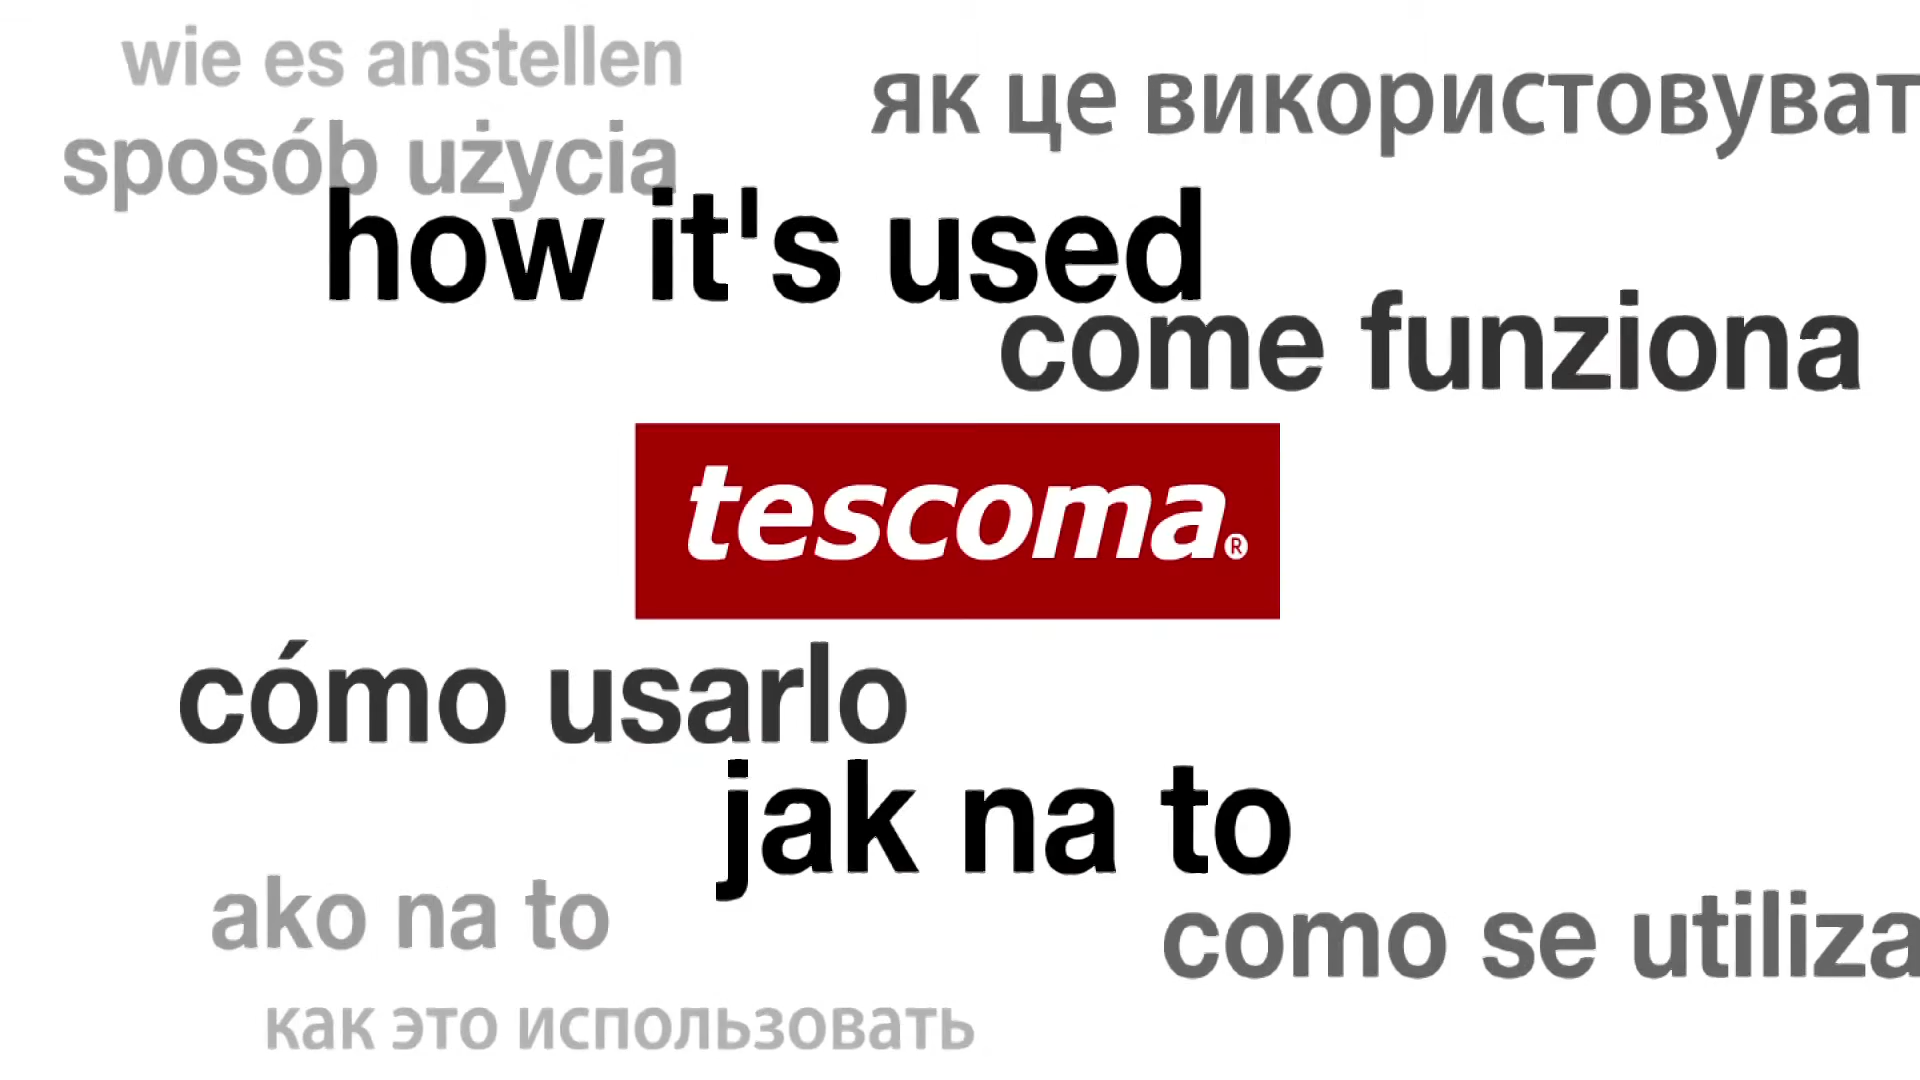 wie es anstellen
як це використовуват
sposób użycia
how it's used
come funziona
tescoma®
cómo usarlo
jak na to
ako na to
como se utiliza
как это использовать